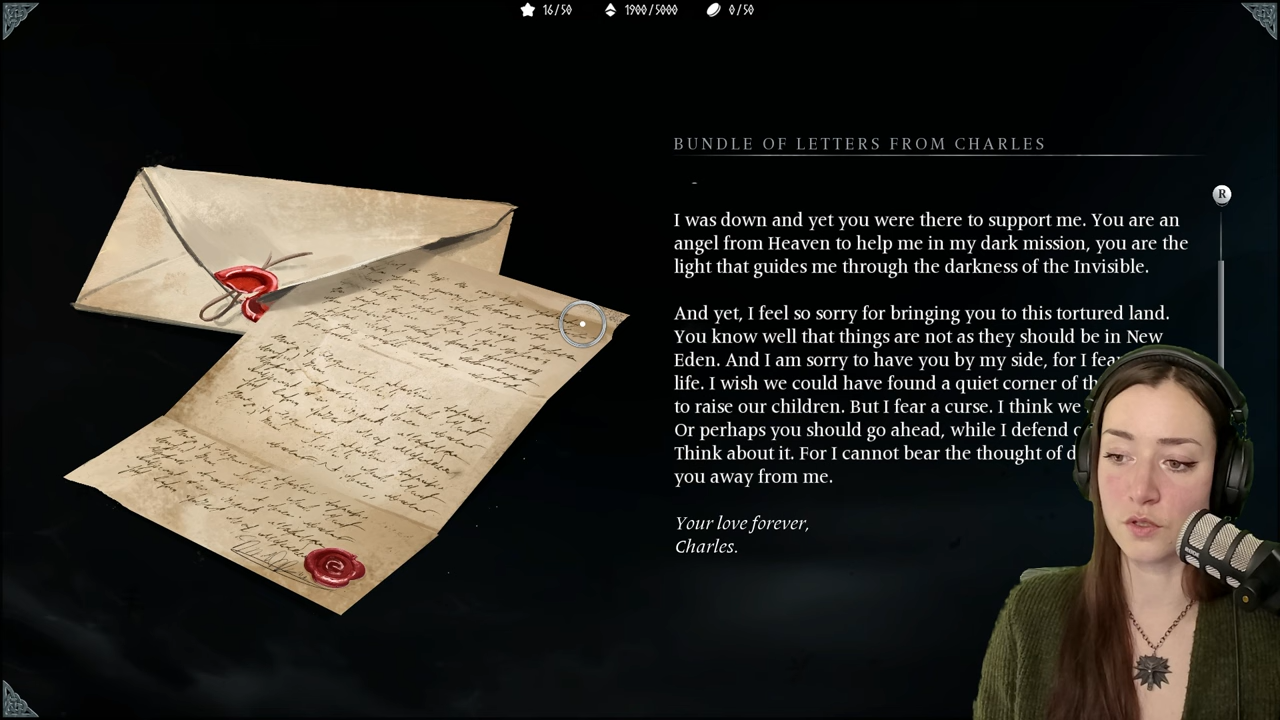 16/50 1900/5000 0/50
BUNDLE OF LETTERS FROM CHARLES
-
R
I was down and yet you were there to support me. You are an
angel from Heaven to help me in my dark mission, you are the
light that guides me through the darkness of the Invisible.
And yet, I feel so sorry for bringing you to this tortured land.
You know well that things are not as they should be in New
Eden. And I am sorry to have you by my side, for I fear
life. I wish we could have found a quiet corner of
to raise our children. But I fear a curse. I think we
Or perhaps you should go ahead, while I defend
Think about it. For I cannot bear the thought of
you away from me.
Your love forever,
Charles.